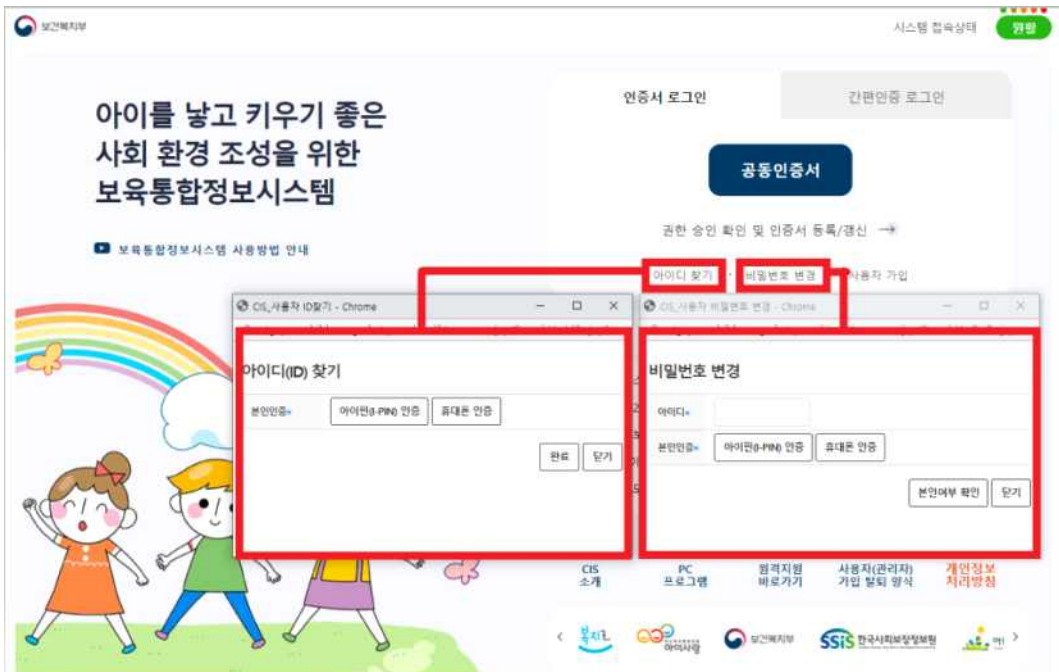 보건복지부
시스템 접속상태
원활
아이를 낳고 키우기 좋은
사회 환경 조성을 위한
보육통합정보시스템
보육통합정보시스템 사용방법 안내
인증서 로그인
간편인증 로그인
공동인증서
권한 승인 확인 및 인증서 등록/갱신 →
아이디 찾기 · 비밀번호 변경
사용자 가입
CIS_사용자 ID찾기 - Chrome
아이디(ID) 찾기
본인인증*
아이핀(I-PIN) 인증
휴대폰 인증
완료
닫기
CIS_사용자 비밀번호 변경 - Chrome
비밀번호 변경
아이디*
본인인증*
아이핀(I-PIN) 인증
휴대폰 인증
본인여부 확인
닫기
CIS
소개
PC
프로그램
원격지원
바로가기
사용자(관리자)
가입 탈퇴 양식
개인정보
처리방침
복지로
아이사랑
보건복지부
SSiS 한국사회보장정보원